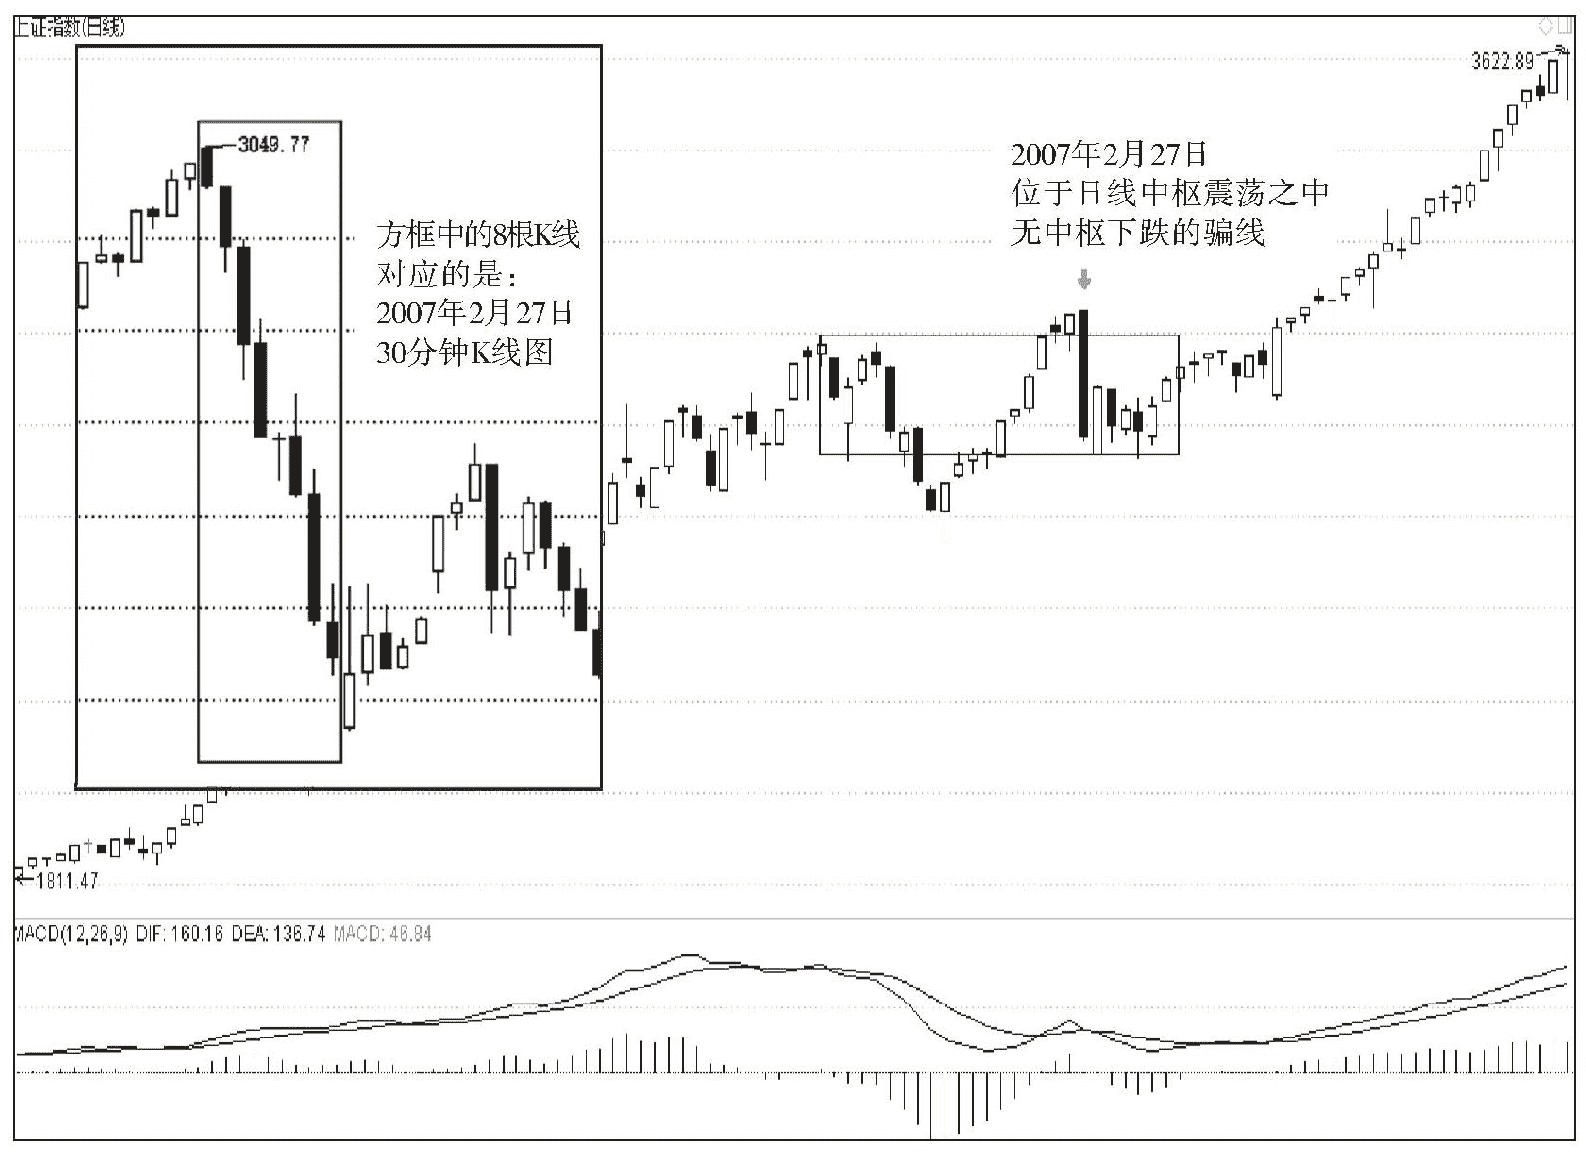 上证指数(日线)
3622.89
3049.77
2007年2月27日
位于日线中枢震荡之中
无中枢下跌的骗线
方框中的8根K线
对应的是：
2007年2月27日
30分钟K线图
1811.47
MACD(12,26,9) DIF: 160.16 DEA: 136.74 MACD: 46.84